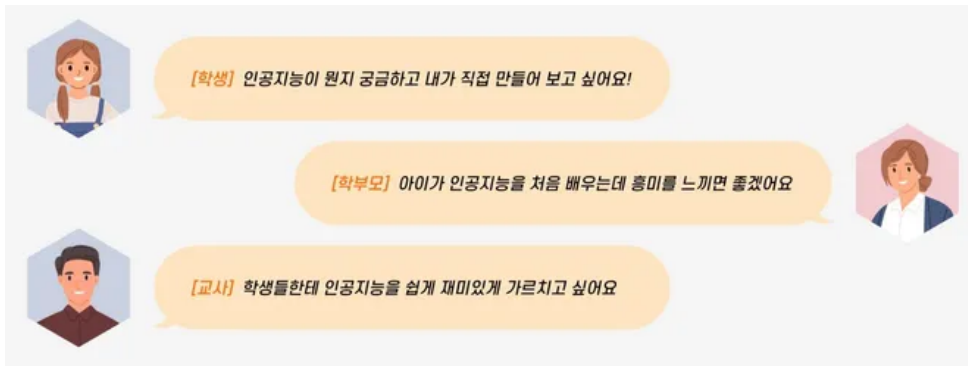 [학생] 인공지능이 뭔지 궁금하고 내가 직접 만들어 보고 싶어요!
[학부모] 아이가 인공지능을 처음 배우는데 흥미를 느끼면 좋겠어요
[교사] 학생들한테 인공지능을 쉽게 재미있게 가르치고 싶어요